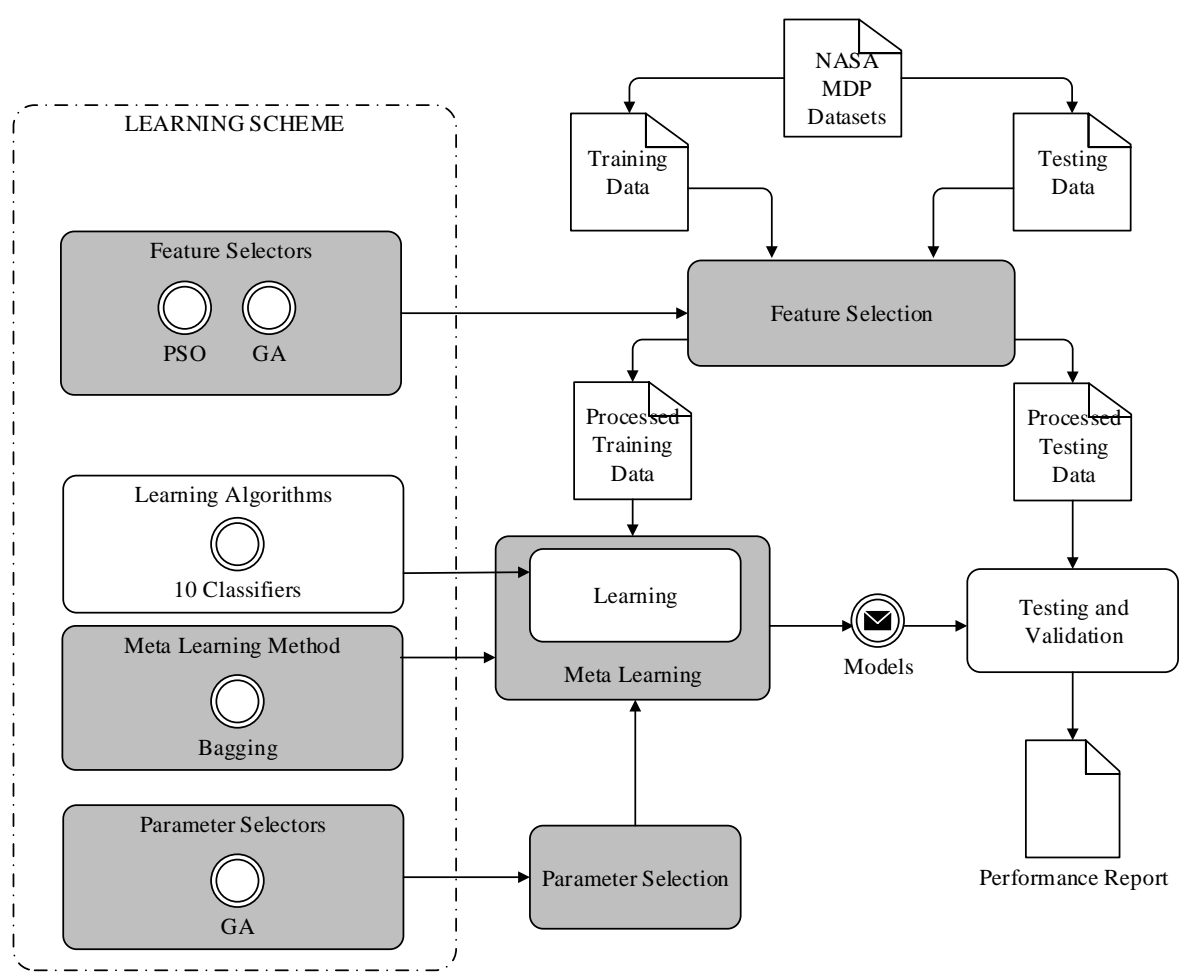 NASA
MDP
Datasets
LEARNING SCHEME
Training
Data
Testing
Data
Feature Selectors
PSO
GA
Feature Selection
Processed
Training
Data
Processed
Testing
Data
Learning Algorithms
10 Classifiers
Learning
Meta Learning
Meta Learning Method
Bagging
Models
Testing and
Validation
Parameter Selectors
GA
Parameter Selection
Performance Report